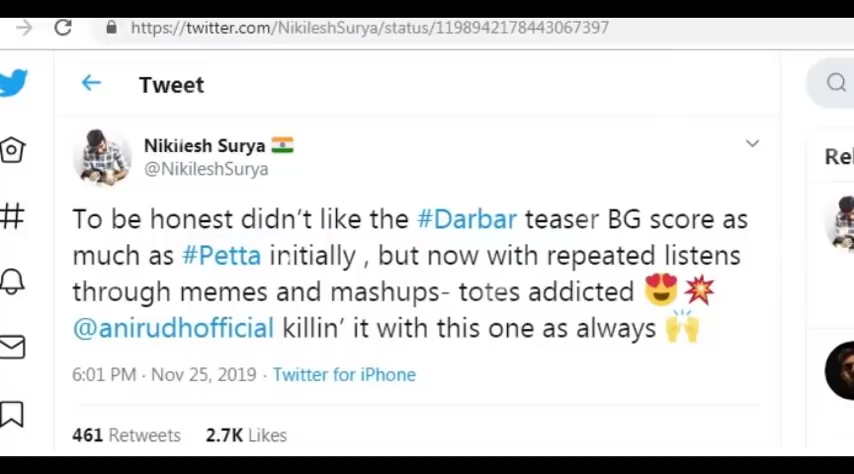 https://twitter.com/NikileshSurya/status/1198942178443067397
Tweet
Nikilesh Surya
@NikileshSurya
To be honest didn't like the #Darbar teaser BG score as
much as #Petta initially , but now with repeated listens
through memes and mashups- totes addicted 😍💥
@anirudhofficial killin' it with this one as always 🙌
6:01 PM · Nov 25, 2019 · Twitter for iPhone
461 Retweets 2.7K Likes
Rel